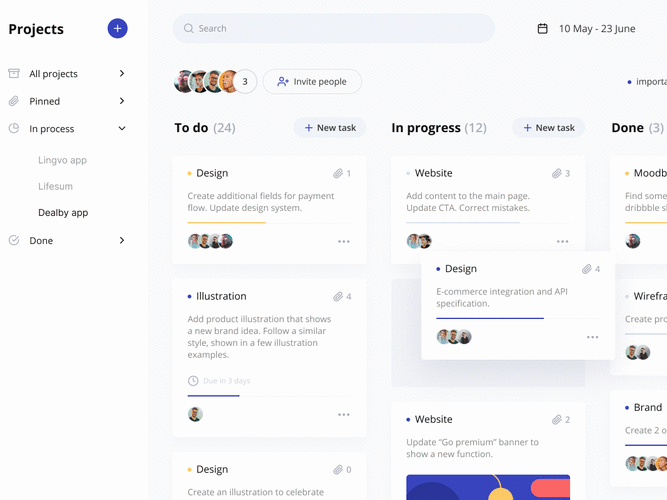 Projects
+
Search
10 May - 23 June
All projects
Pinned
In process
Lingvo app
Lifesum
Dealby app
Done
3
Invite people
importa
To do (24)
+ New task
In progress (12)
+ New task
Done (3)
Design
1
Create additional fields for payment
flow. Update design system.
Illustration
4
Add product illustration that shows
a new brand idea. Follow a similar
style, shown in a few illustration
examples.
Due in 3 days
Design
0
Create an illustration to celebrate
Website
3
Add content to the main page.
Update CTA. Correct mistakes.
Design
4
E-commerce integration and API
specification.
Website
2
Update “Go premium” banner to
show a new function.
Moodb
Find some
dribbble s
Wirefra
Create pro
Brand
Create 2 o